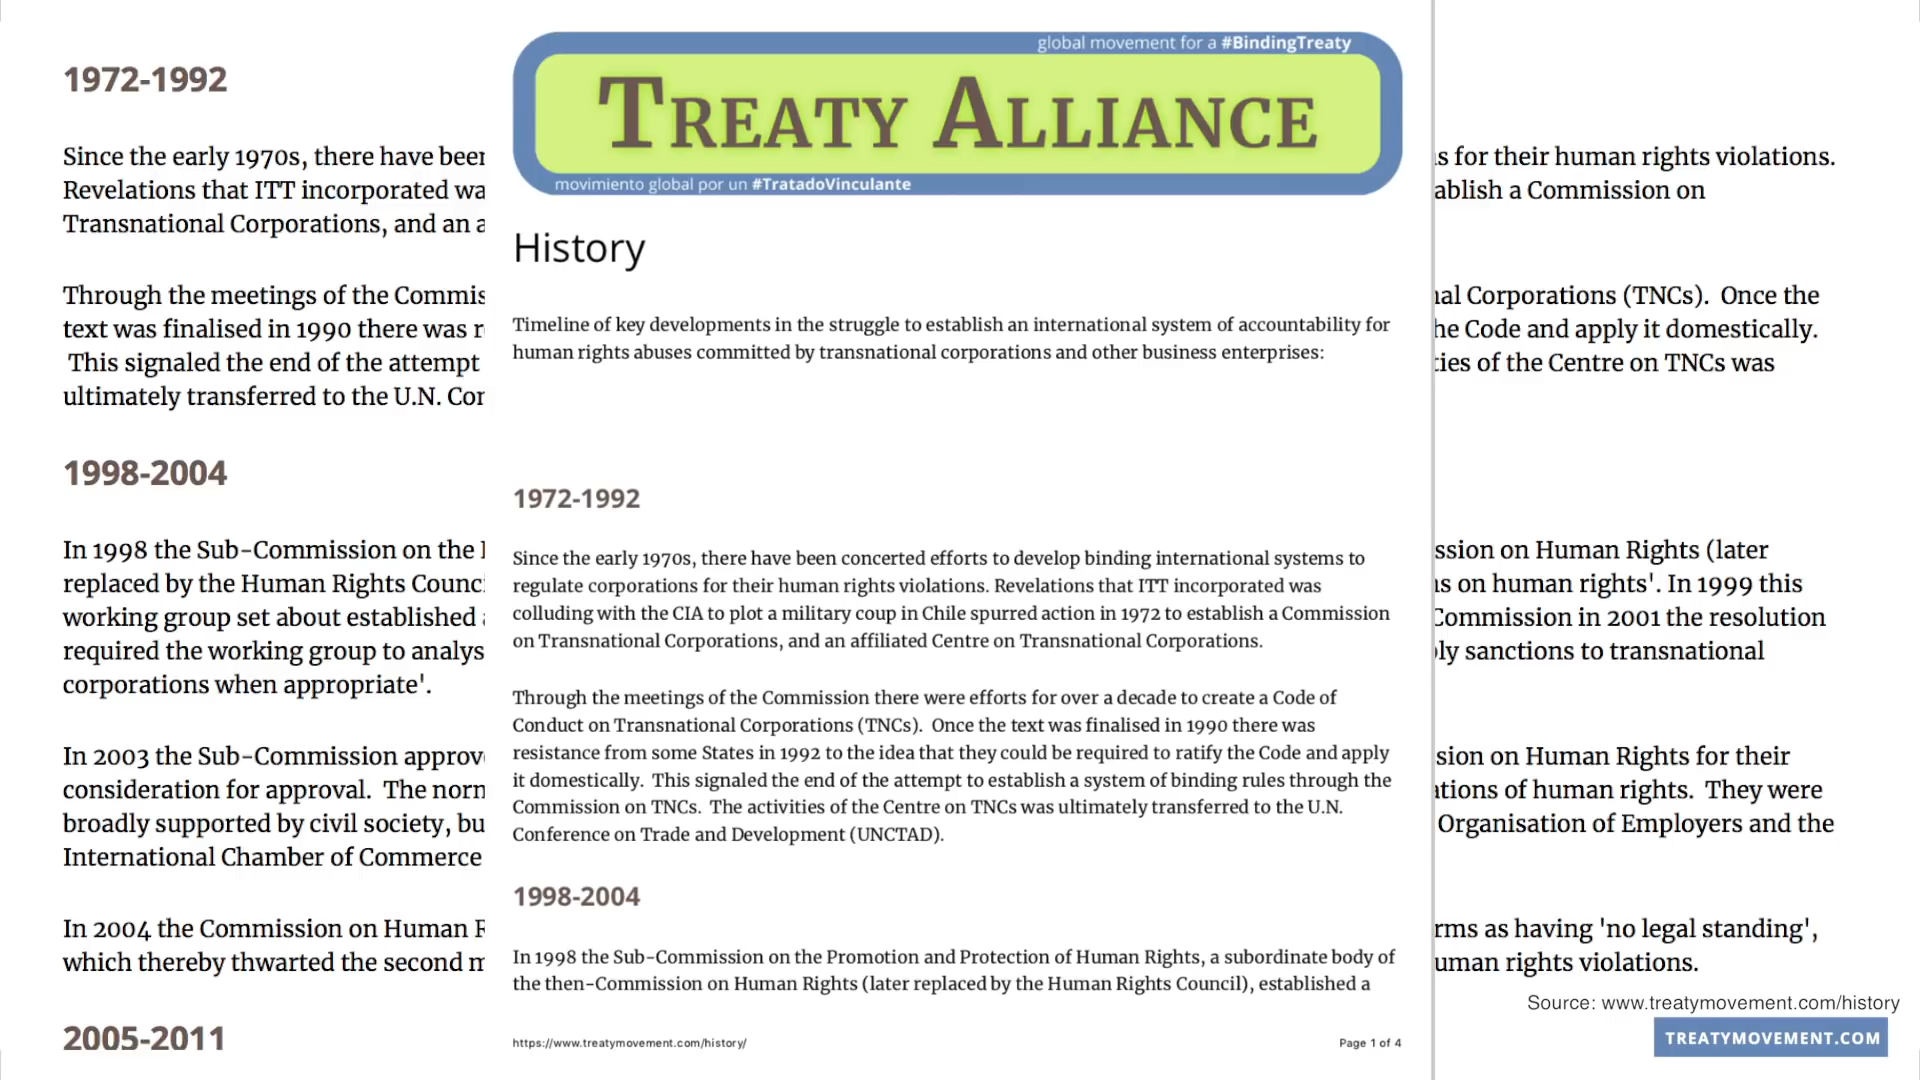 1972-1992
Since the early 1970s, there have been
Revelations that ITT incorporated wa
Transnational Corporations, and an a
Through the meetings of the Commis
text was finalised in 1990 there was r
This signaled the end of the attempt
ultimately transferred to the U.N. Con
1998-2004
In 1998 the Sub-Commission on the
replaced by the Human Rights Counci
working group set about established
required the working group to analys
corporations when appropriate'.
In 2003 the Sub-Commission approv
consideration for approval.  The norn
broadly supported by civil society, bu
International Chamber of Commerce
In 2004 the Commission on Human R
which thereby thwarted the second m
2005-2011
global movement for a #BindingTreaty
TREATY ALLIANCE
movimiento global por un #TratadoVinculante
History
Timeline of key developments in the struggle to establish an international system of accountability for
human rights abuses committed by transnational corporations and other business enterprises:
1972-1992
Since the early 1970s, there have been concerted efforts to develop binding international systems to
regulate corporations for their human rights violations. Revelations that ITT incorporated was
colluding with the CIA to plot a military coup in Chile spurred action in 1972 to establish a Commission
on Transnational Corporations, and an affiliated Centre on Transnational Corporations.
Through the meetings of the Commission there were efforts for over a decade to create a Code of
Conduct on Transnational Corporations (TNCs).  Once the text was finalised in 1990 there was
resistance from some States in 1992 to the idea that they could be required to ratify the Code and apply
it domestically.  This signaled the end of the attempt to establish a system of binding rules through the
Commission on TNCs.  The activities of the Centre on TNCs was ultimately transferred to the U.N.
Conference on Trade and Development (UNCTAD).
1998-2004
In 1998 the Sub-Commission on the Promotion and Protection of Human Rights, a subordinate body of
the then-Commission on Human Rights (later replaced by the Human Rights Council), established a
https://www.treatymovement.com/history/
Page 1 of 4
s for their human rights violations.
ablish a Commission on
nal Corporations (TNCs).  Once the
he Code and apply it domestically.
ties of the Centre on TNCs was
ssion on Human Rights (later
s on human rights'. In 1999 this
Commission in 2001 the resolution
ly sanctions to transnational
sion on Human Rights for their
ations of human rights.  They were
Organisation of Employers and the
rms as having 'no legal standing',
uman rights violations.
Source: www.treatymovement.com/history
TREATYMOVEMENT.COM